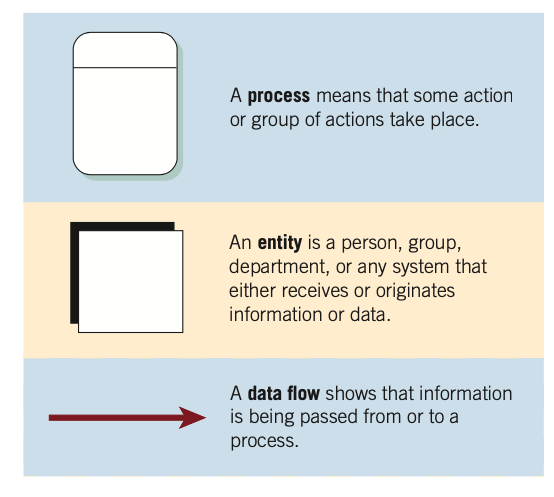 A process means that some action
or group of actions take place.
An entity is a person, group,
department, or any system that
either receives or originates
information or data.
A data flow shows that information
is being passed from or to a
process.